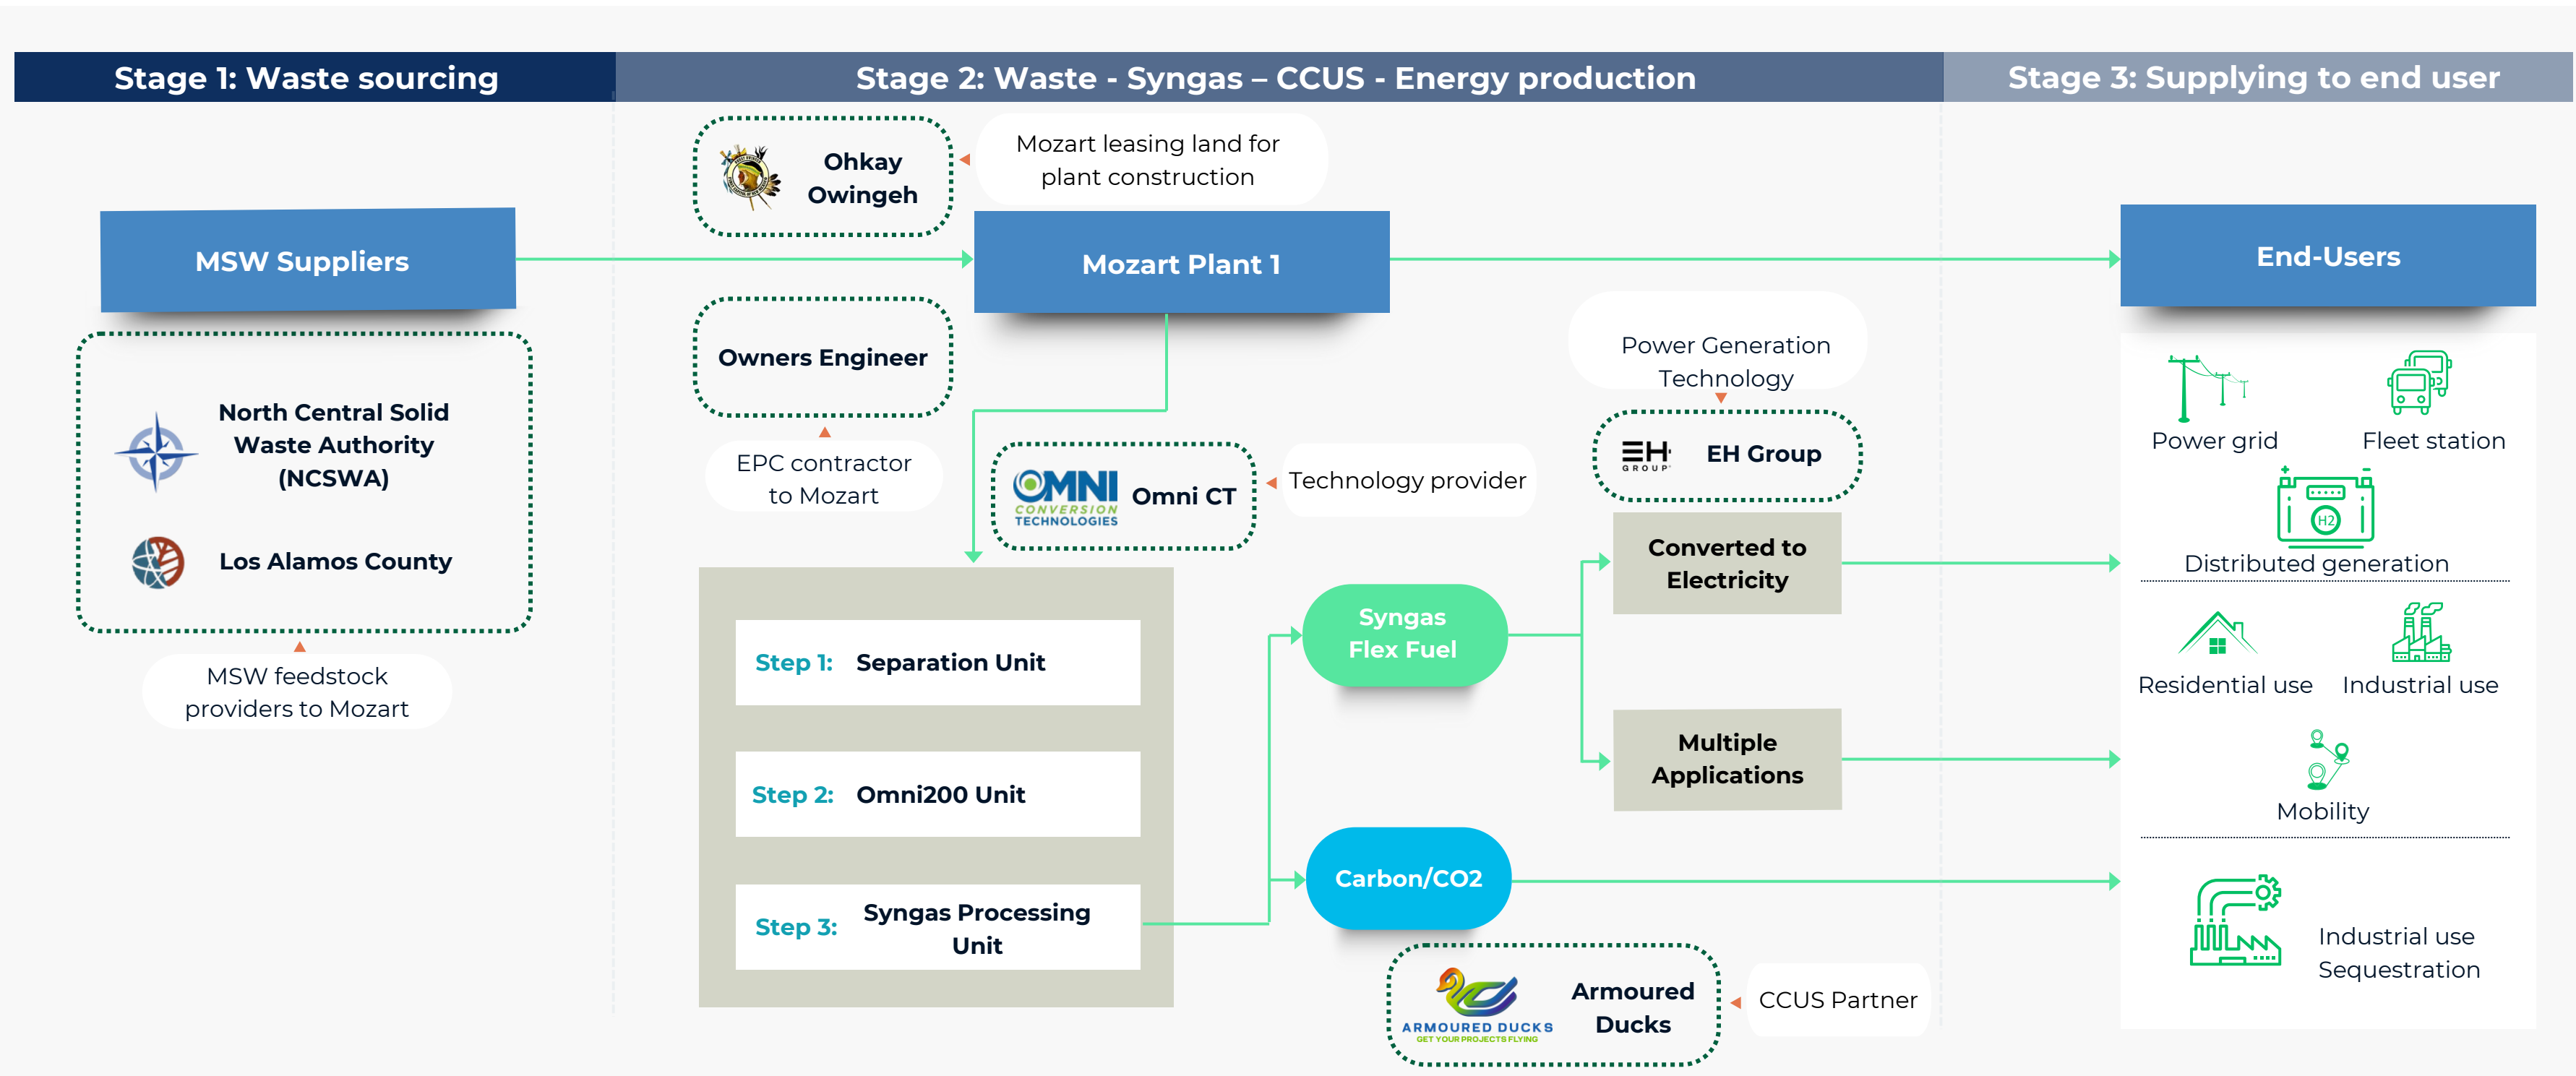 Stage 1: Waste sourcing
Stage 2: Waste - Syngas – CCUS - Energy production
Stage 3: Supplying to end user
MSW Suppliers
North Central Solid
Waste Authority
(NCSWA)
Los Alamos County
MSW feedstock
providers to Mozart
Ohkay
Owingeh
Mozart leasing land for
plant construction
Mozart Plant 1
Owners Engineer
EPC contractor
to Mozart
OMNI
CONVERSION
TECHNOLOGIES
Omni CT
Technology provider
Step 1: Separation Unit
Step 2: Omni200 Unit
Step 3: Syngas Processing
Unit
Syngas
Flex Fuel
Carbon/CO2
Power Generation
Technology
EH
GROUP
EH Group
Converted to
Electricity
Multiple
Applications
ARMOURED DUCKS
GET YOUR PROJECTS FLYING
Armoured
Ducks
CCUS Partner
End-Users
Power grid
Fleet station
H2
Distributed generation
Residential use
Industrial use
Mobility
Industrial use
Sequestration